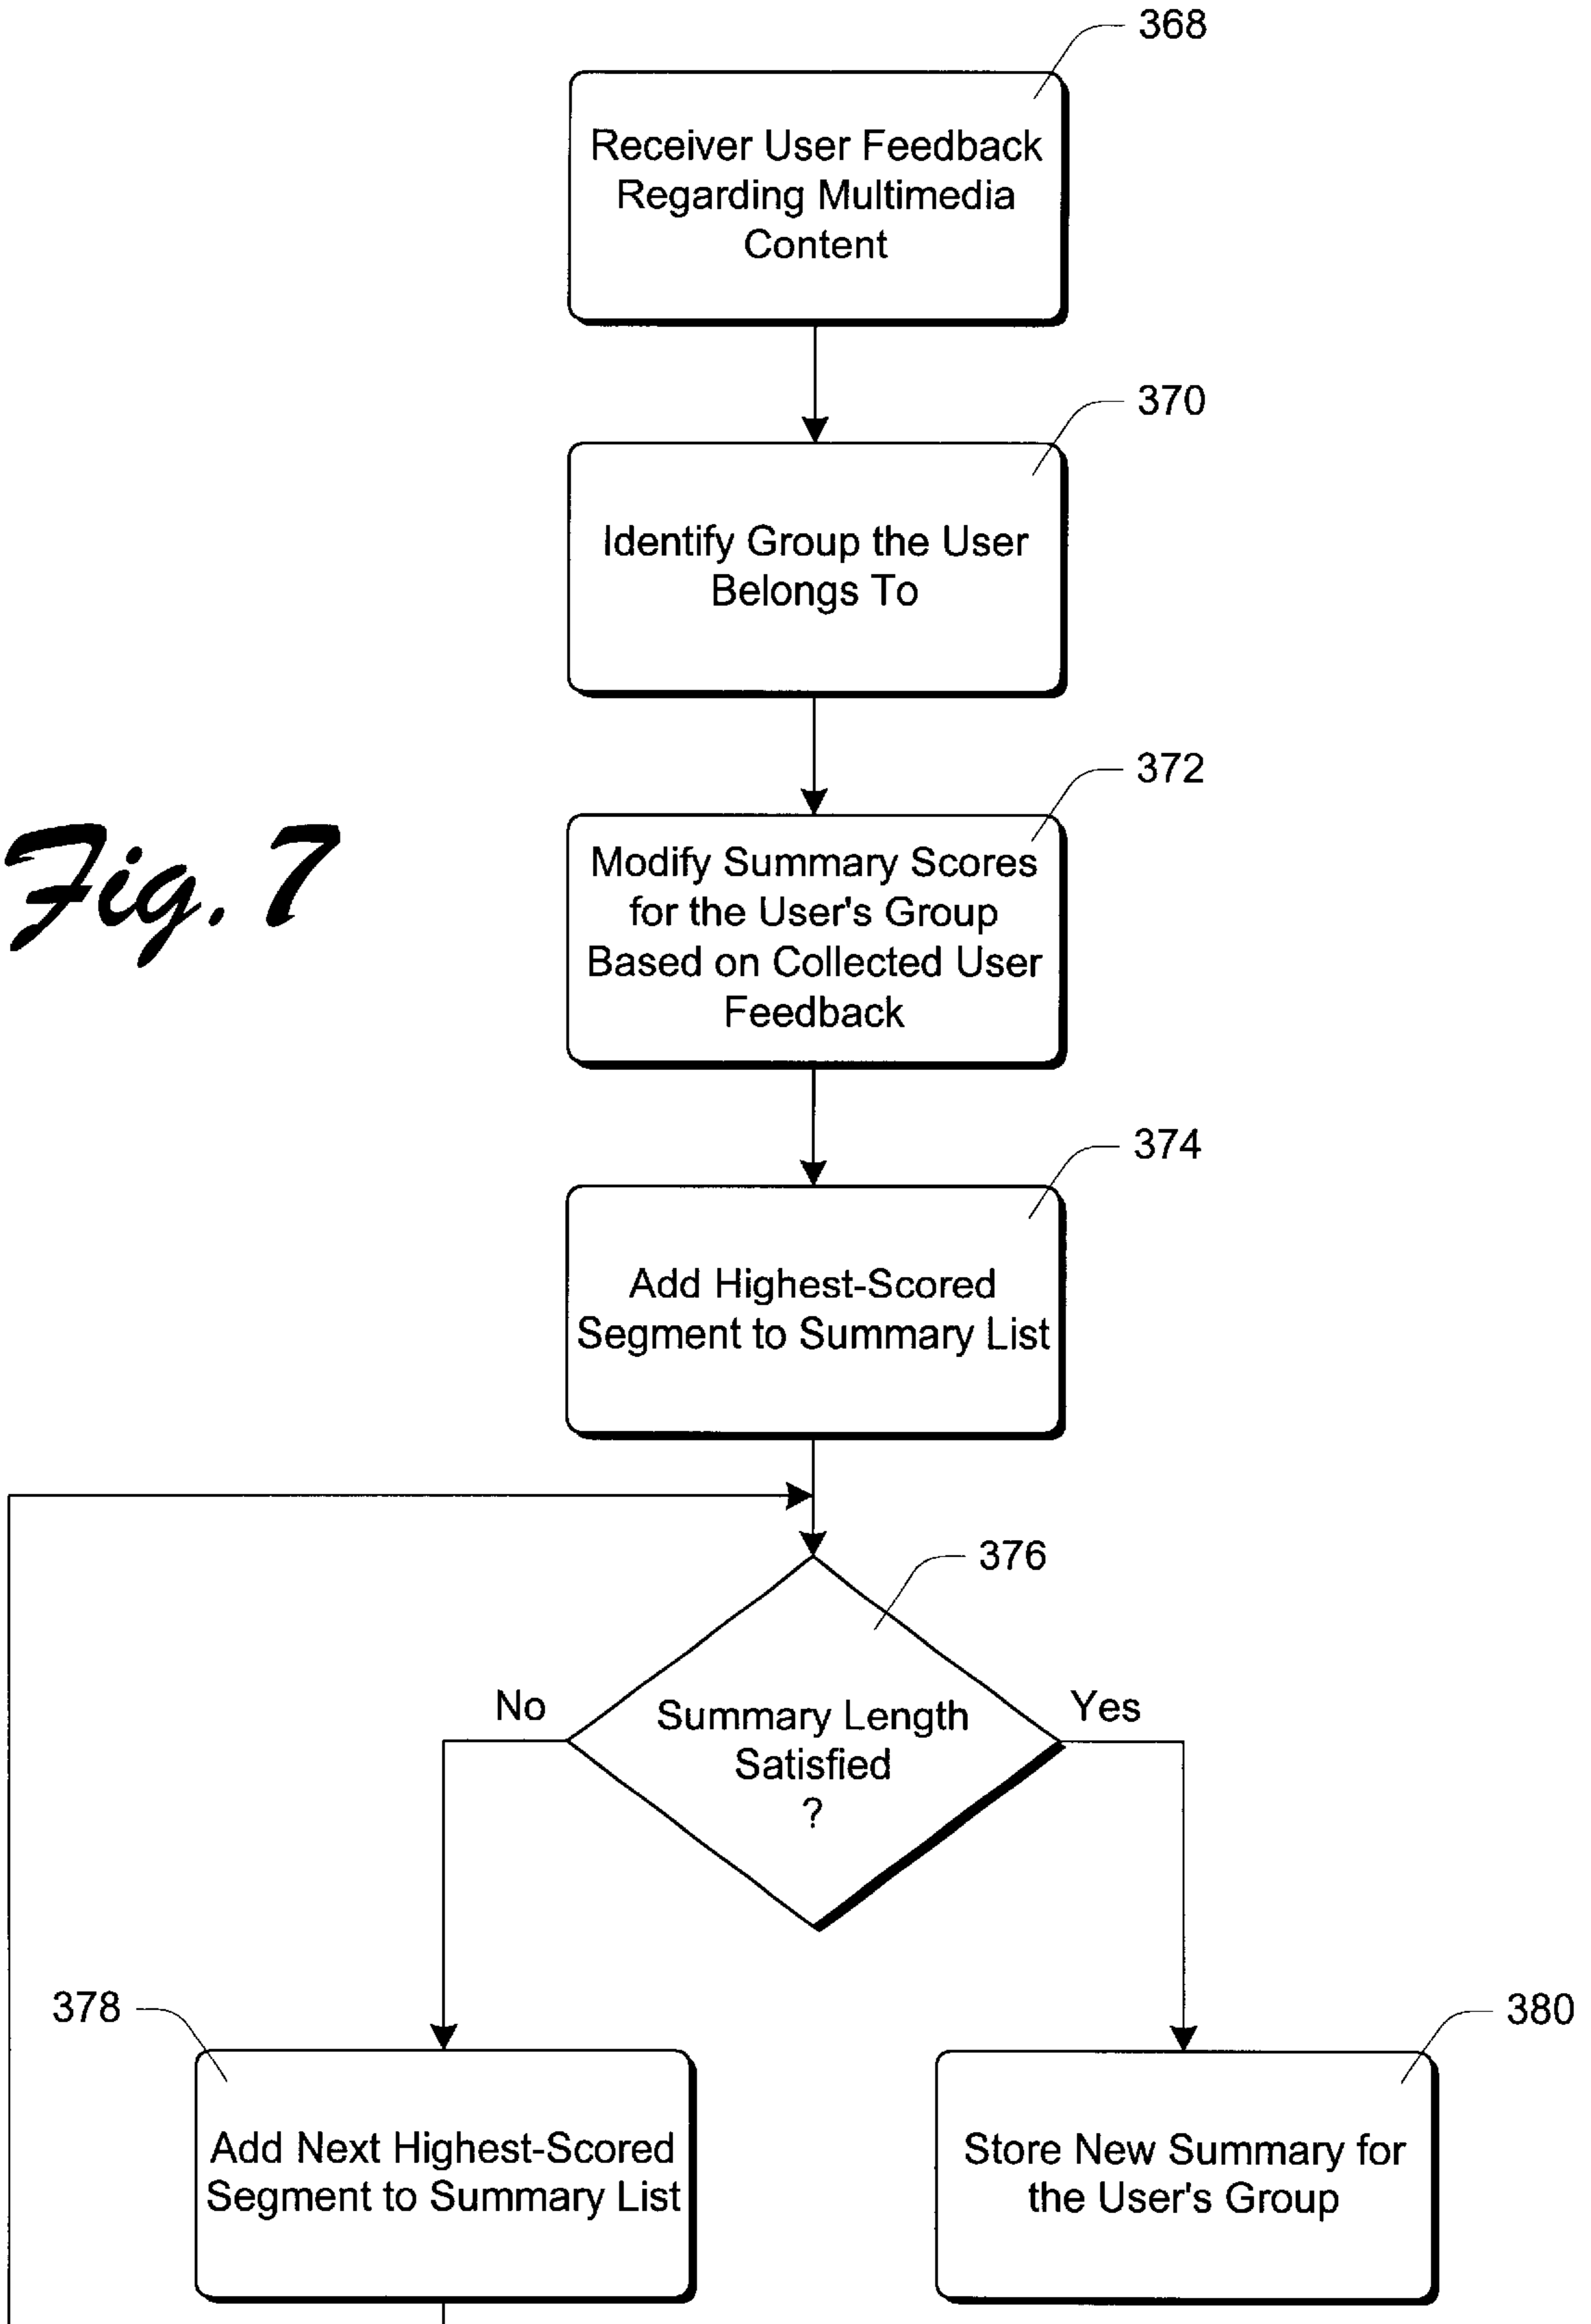 368
Receiver User Feedback
Regarding Multimedia
Content
370
Identify Group the User
Belongs To
372
Modify Summary Scores
for the User's Group
Based on Collected User
Feedback
Fig. 7
374
Add Highest-Scored
Segment to Summary List
376
No
Yes
Summary Length
Satisfied
?
378
380
Add Next Highest-Scored
Segment to Summary List
Store New Summary for
the User's Group